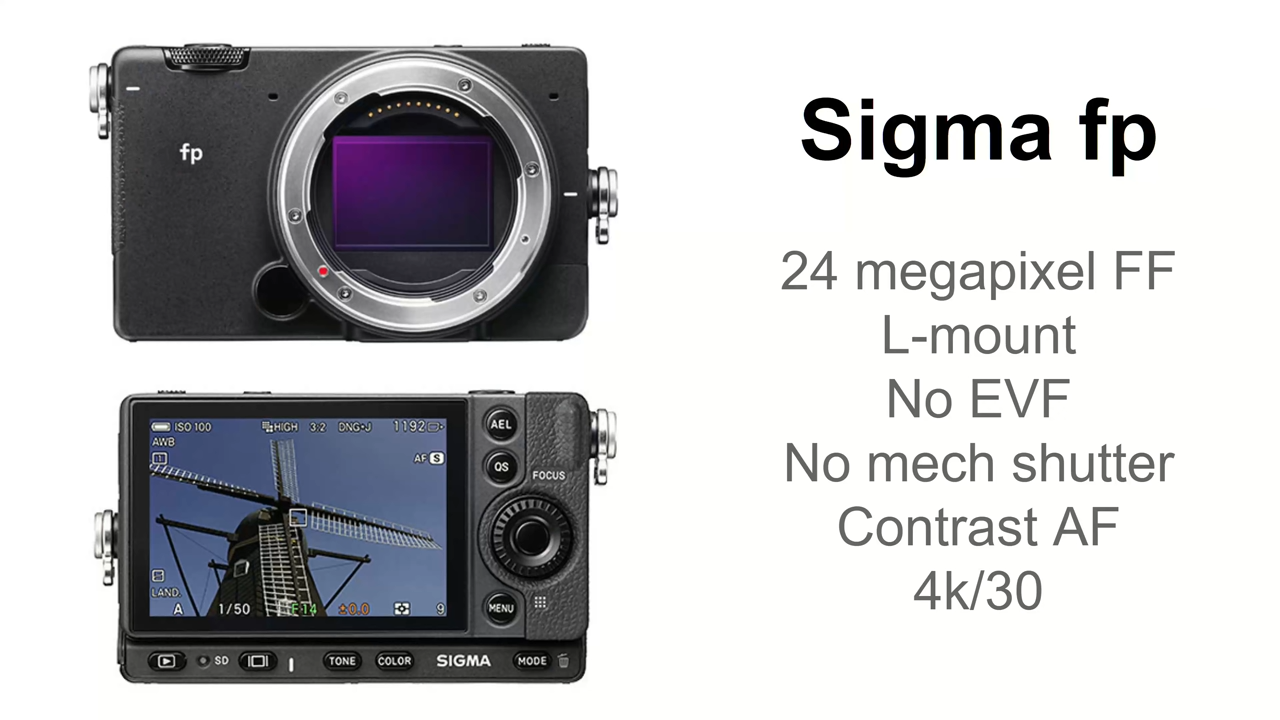 fp
Sigma fp
24 megapixel FF
L-mount
No EVF
No mech shutter
Contrast AF
4k/30
ISO 100 HIGH 3:2 DNG+J 1192
AWB
AF S
LAND.
A 1/50 F14 ±0.0 9
AEL
QS
FOCUS
MENU
SD TONE COLOR SIGMA MODE